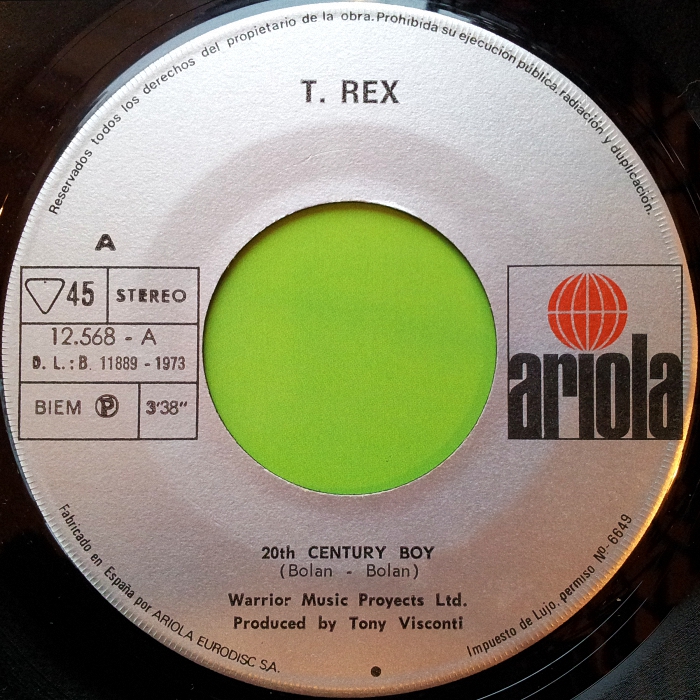 Reservados todos los derechos del propietario de la obra. Prohibida su ejecución pública, radiación y duplicación.
T. REX
A
45 STEREO
12.568 - A
D. L.: B. 11889 - 1973
BIEM P 3'38"
ariola
20th CENTURY BOY
(Bolan - Bolan)
Warrior Music Proyects Ltd.
Produced by Tony Visconti
Fabricado en España por ARIOLA EURODISC S.A.
Impuesto de Lujo, permiso Nº 6649